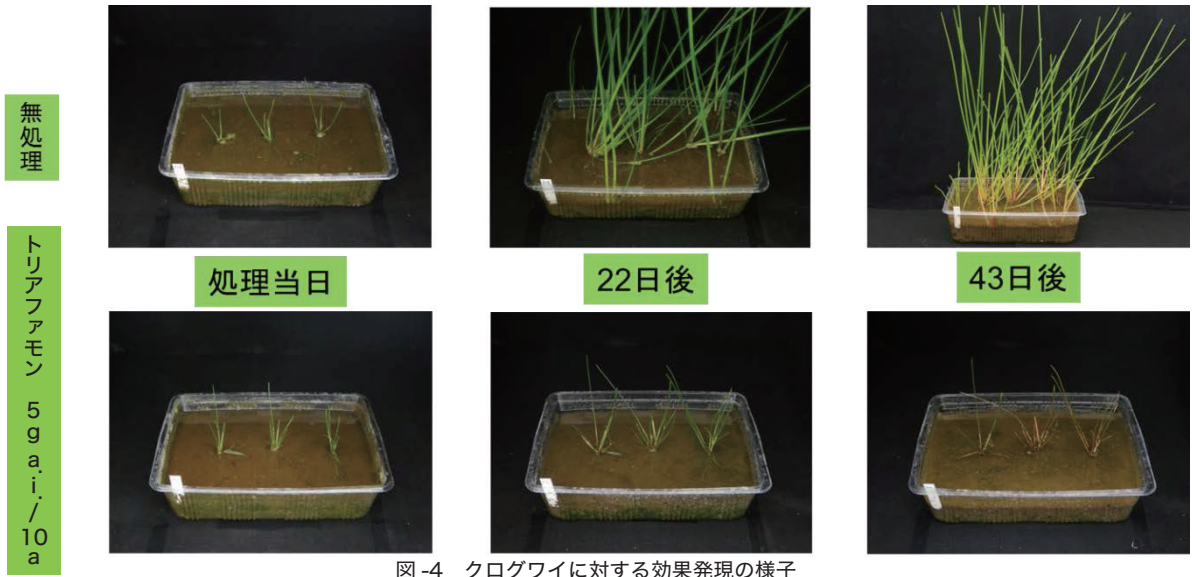 無処理
処理当日
22日後
43日後
トリアファモン 5g a.i./10a
図-4 クログワイに対する効果発現の様子